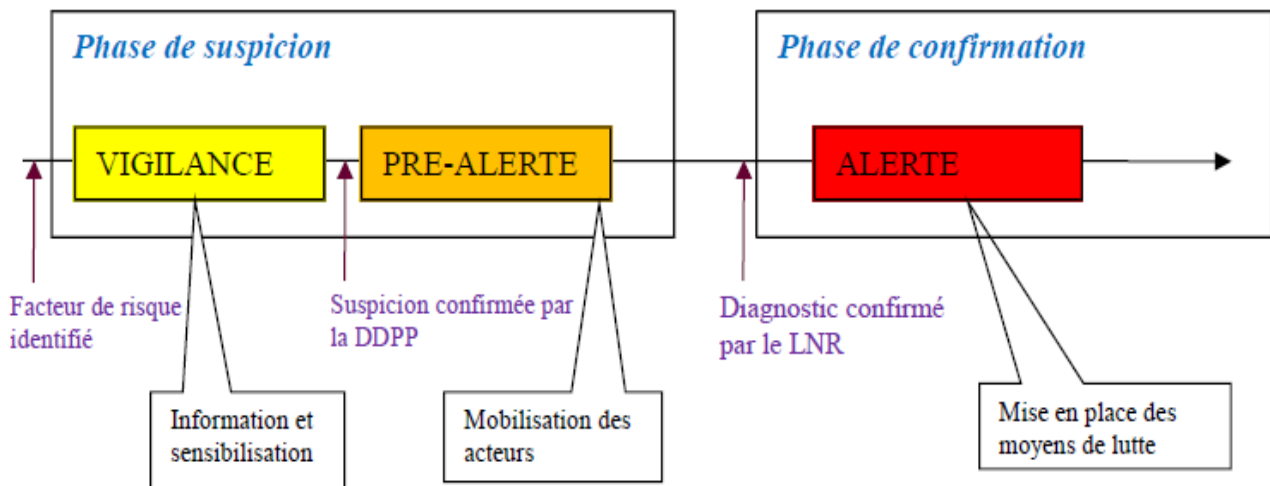 Phase de suspicion
Phase de confirmation
VIGILANCE
PRE-ALERTE
ALERTE
Facteur de risque
identifié
Suspicion confirmée par
la DDPP
Diagnostic confirmé
par le LNR
Information et
sensibilisation
Mobilisation des
acteurs
Mise en place des
moyens de lutte